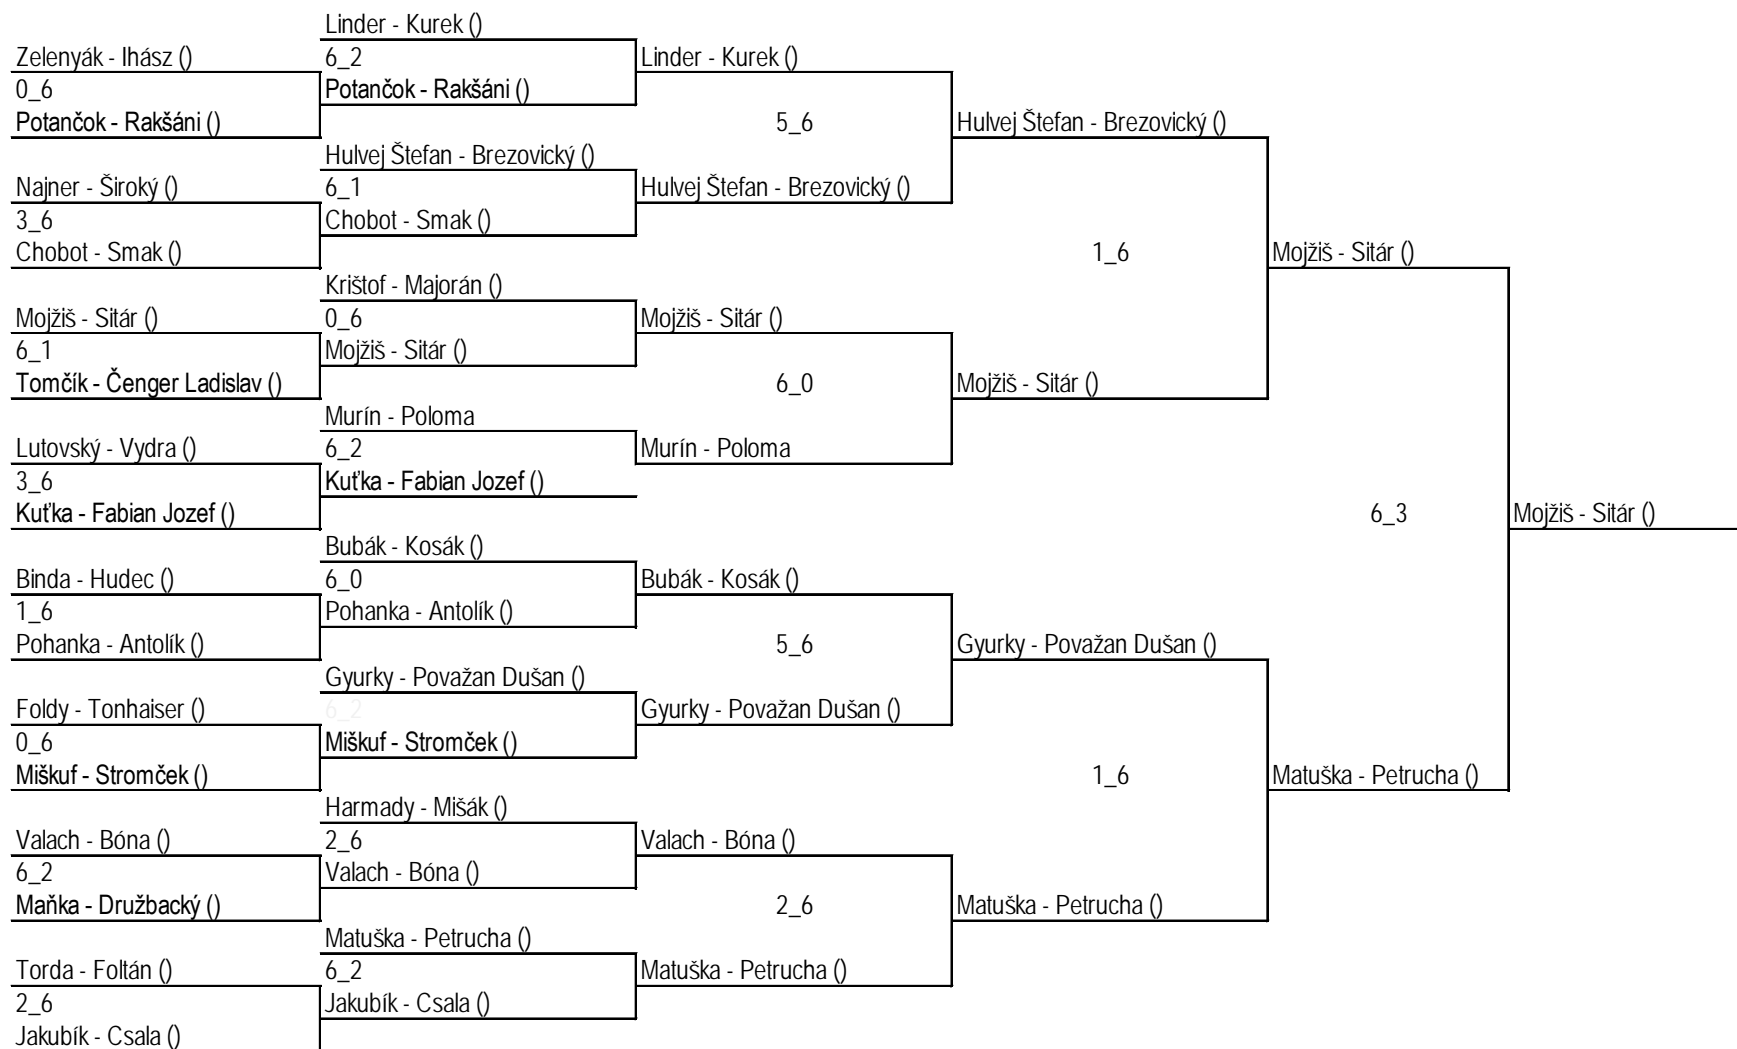 Linder - Kurek ()
Zelenyák - Ihász ()
6_2
Linder - Kurek ()
0_6
Potančok - Rakšáni ()
Potančok - Rakšáni ()
5_6
Hulvej Štefan - Brezovický ()
Hulvej Štefan - Brezovický ()
Najner - Široký ()
6_1
Hulvej Štefan - Brezovický ()
3_6
Chobot - Smak ()
Chobot - Smak ()
1_6
Mojžiš - Sitár ()
Krištof - Majorán ()
Mojžiš - Sitár ()
0_6
Mojžiš - Sitár ()
6_1
Mojžiš - Sitár ()
Tomčík - Čenger Ladislav ()
6_0
Mojžiš - Sitár ()
Murín - Poloma
Lutovský - Vydra ()
6_2
Murín - Poloma
3_6
Kuťka - Fabian Jozef ()
Kuťka - Fabian Jozef ()
6_3
Mojžiš - Sitár ()
Bubák - Kosák ()
Binda - Hudec ()
6_0
Bubák - Kosák ()
1_6
Pohanka - Antolík ()
Pohanka - Antolík ()
5_6
Gyurky - Považan Dušan ()
Gyurky - Považan Dušan ()
Foldy - Tonhaiser ()
6_2
Gyurky - Považan Dušan ()
0_6
Miškuf - Stromček ()
Miškuf - Stromček ()
1_6
Matuška - Petrucha ()
Harmady - Mišák ()
Valach - Bóna ()
2_6
Valach - Bóna ()
6_2
Valach - Bóna ()
Maňka - Družbacký ()
2_6
Matuška - Petrucha ()
Matuška - Petrucha ()
Torda - Foltán ()
6_2
Matuška - Petrucha ()
2_6
Jakubík - Csala ()
Jakubík - Csala ()